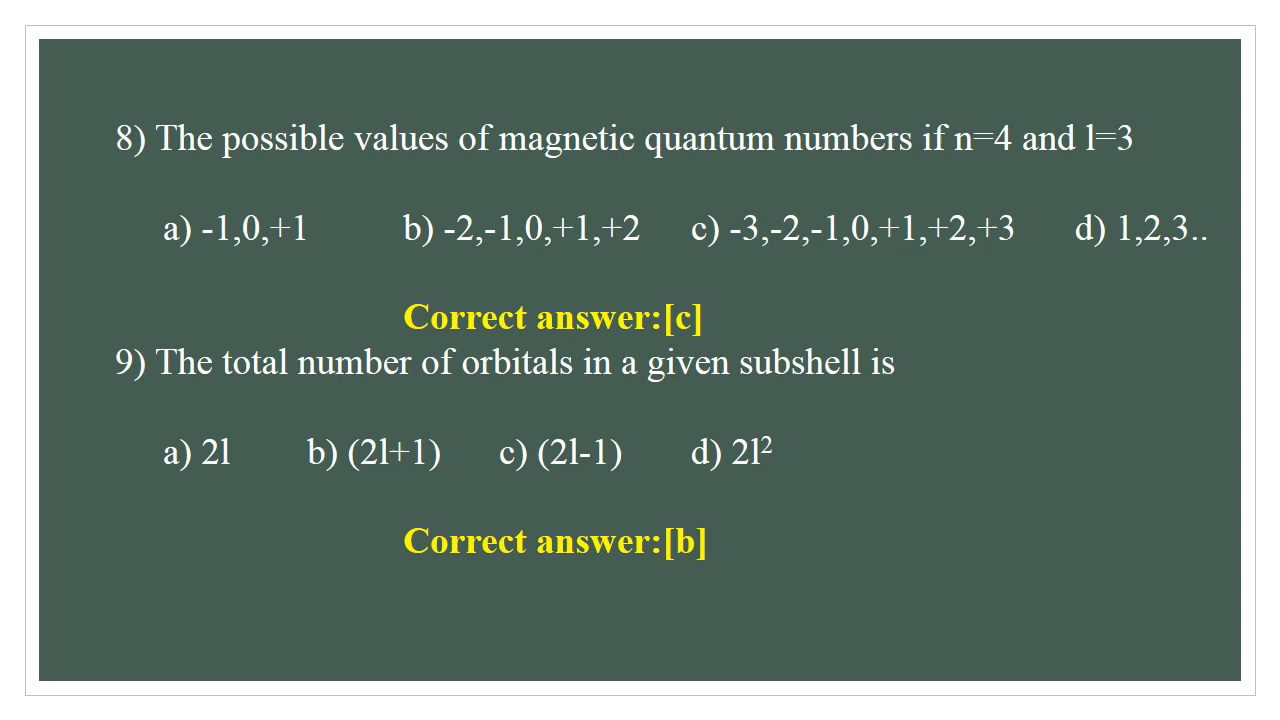 8) The possible values of magnetic quantum numbers if n=4 and l=3
a) -1,0,+1 b) -2,-1,0,+1,+2 c) -3,-2,-1,0,+1,+2,+3 d) 1,2,3..
Correct answer:[c]
9) The total number of orbitals in a given subshell is
a) 2l b) (2l+1) c) (2l-1) d) 2l²
Correct answer:[b]